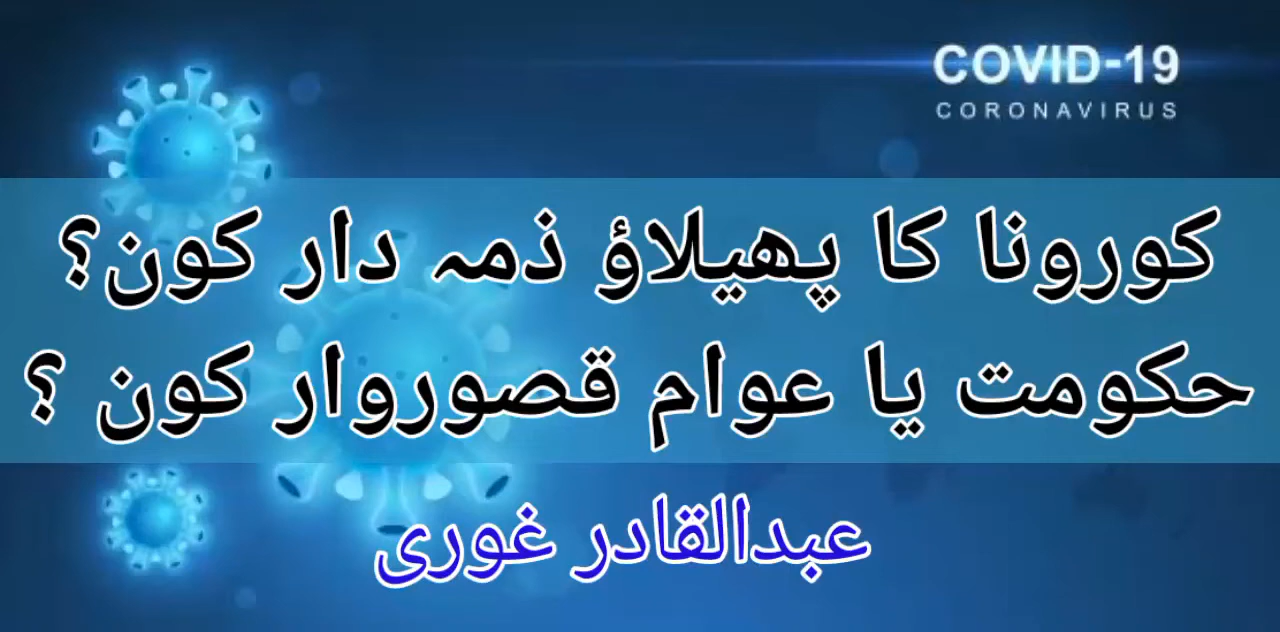 COVID-19
CORONAVIRUS
کورونا کا پھیلاؤ ذمہ دار کون؟
حکومت یا عوام قصوروار کون ؟
عبدالقادر غوری